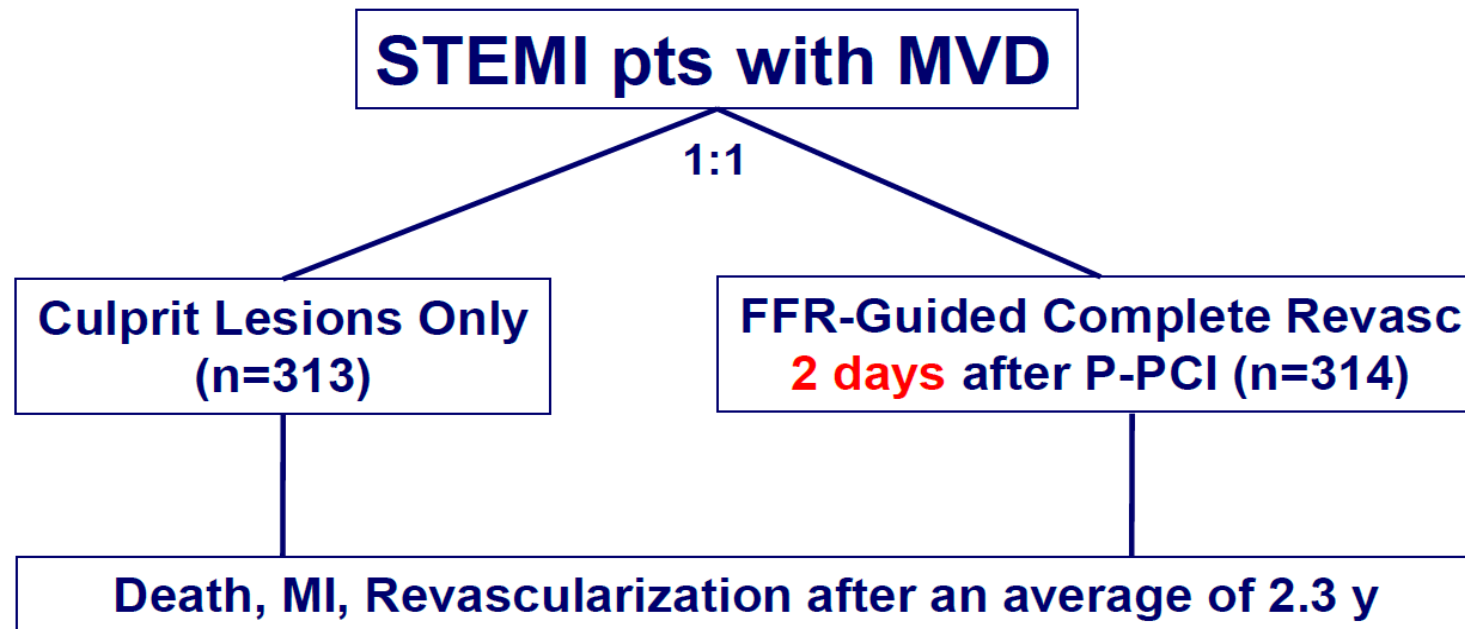 STEMI pts with MVD
1:1
Culprit Lesions Only
(n=313)
FFR-Guided Complete Revasc
2 days after P-PCI (n=314)
Death, MI, Revascularization after an average of 2.3 y